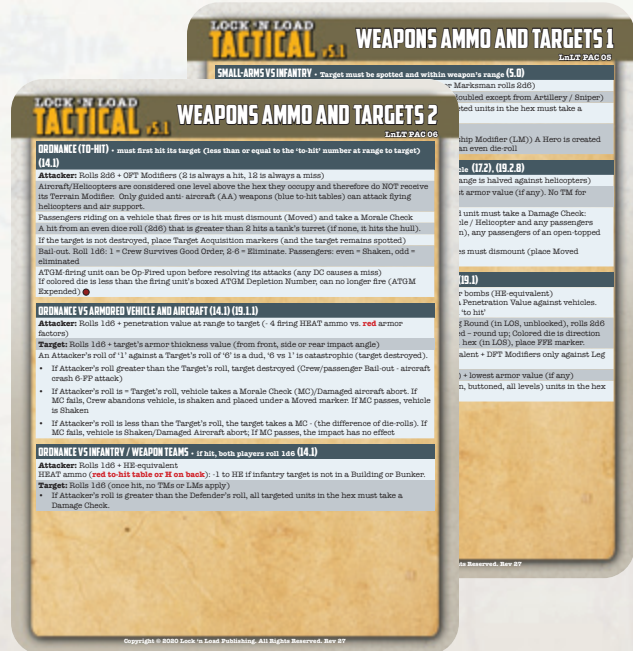 LOCK 'N LOAD
TACTICAL v5.1
WEAPONS AMMO AND TARGETS 1
LnLT PAC 05
SMALL-ARMS VS INFANTRY - Target must be spotted and within weapon's range (5.0)
Marksman rolls 2d6)
doubled except from Artillery / Sniper)
ted units in the hex must take a
hip Modifier (LM)) A Hero is created
an even die-roll
(17.2), (19.2.8)
ange is halved against helicopters)
t armor value (if any). No TM for
unit must take a Damage Check:
le / Helicopter and any passengers
n), any passengers of an open-topped
es must dismount (place Moved
(19.1)
r bombs (HE-equivalent)
Penetration Value against vehicles.
'to hit'
g Round (in LOS, unblocked), rolls 2d6
d – round up; Colored die is direction
hex (in LOS), place FFE marker.
alent + DFT Modifiers only against Leg
) + lowest armor value (if any)
n, buttoned, all levels) units in the hex
ts Reserved. Rev 27
LOCK 'N LOAD
TACTICAL v5.1
WEAPONS AMMO AND TARGETS 2
LnLT PAC 06
ORDNANCE (TO-HIT) - must first hit its target (less than or equal to the 'to-hit' number at range to target)
(14.1)
Attacker: Rolls 2d6 + OFT Modifiers (2 is always a hit, 12 is always a miss)
Aircraft/Helicopters are considered one level above the hex they occupy and therefore do NOT receive
its Terrain Modifier. Only guided anti- aircraft (AA) weapons (blue to-hit tables) can attack flying
helicopters and air support.
Passengers riding on a vehicle that fires or is hit must dismount (Moved) and take a Morale Check
A hit from an even dice roll (2d6) that is greater than 2 hits a tank's turret (if none, it hits the hull).
If the target is not destroyed, place Target Acquisition markers (and the target remains spotted)
Bail-out. Roll 1d6: 1 = Crew Survives Good Order, 2-6 = Eliminate. Passengers: even = Shaken, odd =
eliminated
ATGM-firing unit can be Op-Fired upon before resolving its attacks (any DC causes a miss)
If colored die is less than the firing unit's boxed ATGM Depletion Number, can no longer fire (ATGM
Expended)
ORDNANCE VS ARMORED VEHICLE AND AIRCRAFT (14.1) (19.1.1)
Attacker: Rolls 1d6 + penetration value at range to target (- 4 firing HEAT ammo vs. red armor
factors)
Target: Rolls 1d6 + target's armor thickness value (from front, side or rear impact angle)
An Attacker's roll of '1' against a Target's roll of '6' is a dud, '6 vs 1' is catastrophic (target destroyed).
• If Attacker's roll greater than the Target's roll, target destroyed (Crew/passenger Bail-out - aircraft
crash 6-FP attack)
• If Attacker's roll is = Target's roll, vehicle takes a Morale Check (MC)/Damaged aircraft abort. If
MC fails, Crew abandons vehicle, is shaken and placed under a Moved marker. If MC passes, vehicle
is Shaken
• If Attacker's roll is less than the Target's roll, the target takes a MC - (the difference of die-rolls). If
MC fails, vehicle is Shaken/Damaged Aircraft abort; If MC passes, the impact has no effect
ORDNANCE VS INFANTRY / WEAPON TEAMS - if hit, both players roll 1d6 (14.1)
Attacker: Rolls 1d6 + HE-equivalent
HEAT ammo (red to-hit table or H on back): -1 to HE if infantry target is not in a Building or Bunker.
Target: Rolls 1d6 (once hit, no TMs or LMs apply)
• If Attacker's roll is greater than the Defender's roll, all targeted units in the hex must take a
Damage Check.
Copyright © 2020 Lock 'n Load Publishing. All Rights Reserved. Rev 27